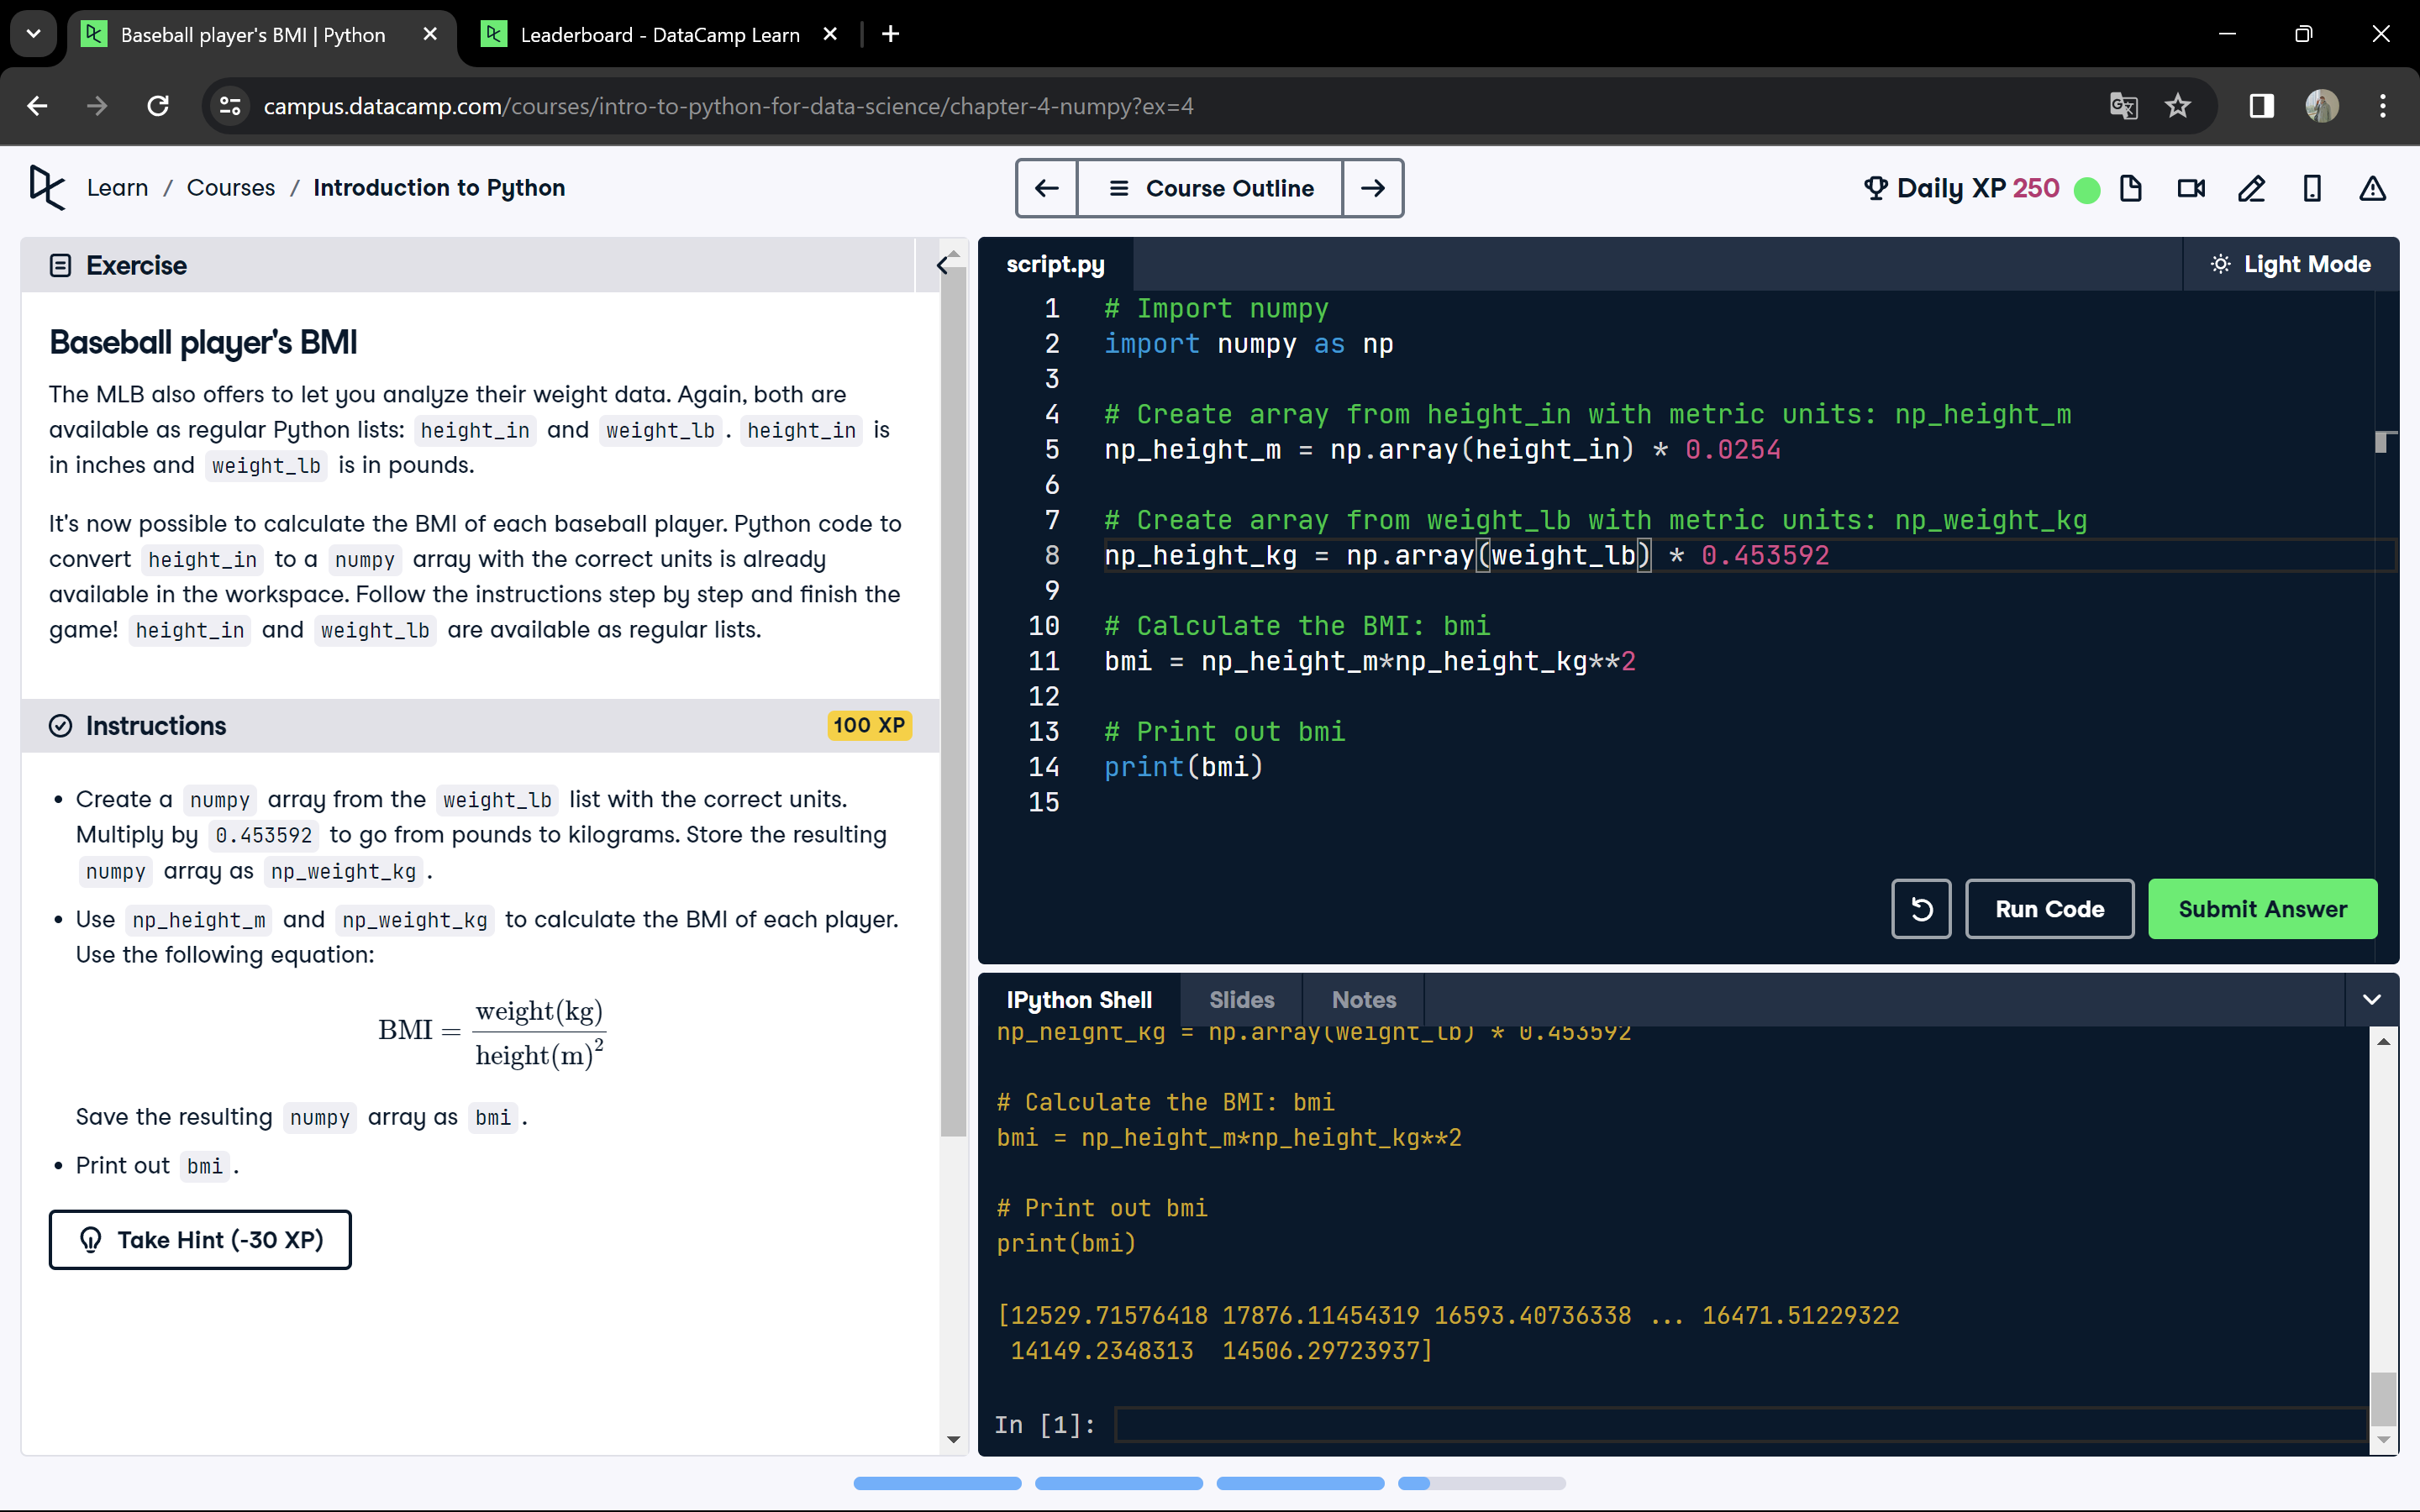 Baseball player's BMI | Python
Leaderboard - DataCamp Learn
campus.datacamp.com/courses/intro-to-python-for-data-science/chapter-4-numpy?ex=4
Learn / Courses / Introduction to Python
Course Outline
Daily XP 250
Exercise
Baseball player's BMI
The MLB also offers to let you analyze their weight data. Again, both are
available as regular Python lists: height_in and weight_lb. height_in is
in inches and weight_lb is in pounds.
It's now possible to calculate the BMI of each baseball player. Python code to
convert height_in to a numpy array with the correct units is already
available in the workspace. Follow the instructions step by step and finish the
game! height_in and weight_lb are available as regular lists.
Instructions
100 XP
• Create a numpy array from the weight_lb list with the correct units.
Multiply by 0.453592 to go from pounds to kilograms. Store the resulting
numpy array as np_weight_kg.
• Use np_height_m and np_weight_kg to calculate the BMI of each player.
Use the following equation:
BMI = weight(kg)
height(m)²
Save the resulting numpy array as bmi.
• Print out bmi.
Take Hint (-30 XP)
script.py
Light Mode
1 # Import numpy
2 import numpy as np
3
4 # Create array from height_in with metric units: np_height_m
5 np_height_m = np.array(height_in) * 0.0254
6
7 # Create array from weight_lb with metric units: np_weight_kg
8 np_height_kg = np.array(weight_lb) * 0.453592
9
10 # Calculate the BMI: bmi
11 bmi = np_height_m*np_height_kg**2
12
13 # Print out bmi
14 print(bmi)
15
Run Code
Submit Answer
IPython Shell
Slides
Notes
np_height_kg = np.array(weight_lb) * 0.453592
# Calculate the BMI: bmi
bmi = np_height_m*np_height_kg**2
# Print out bmi
print(bmi)
[12529.71576418 17876.11454319 16593.40736338 ... 16471.51229322
14149.2348313 14506.29723937]
In [1]: